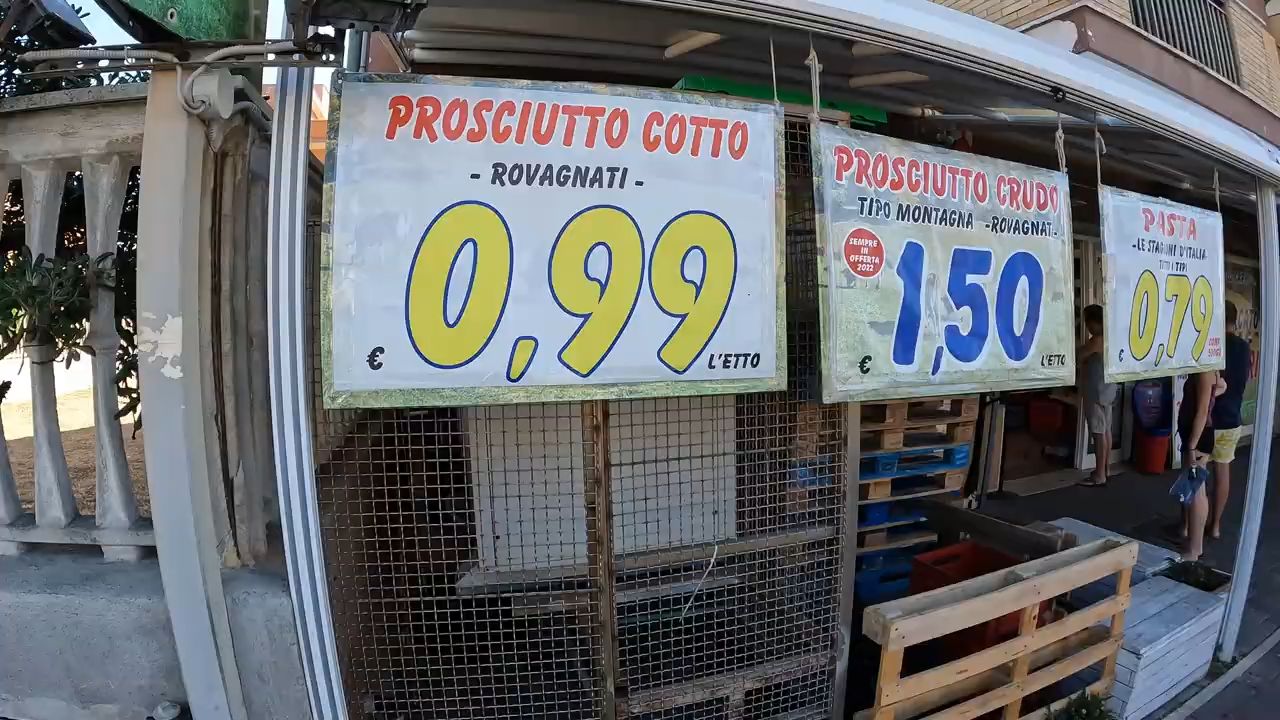 PROSCIUTTO COTTO
- ROVAGNATI -
0,99
€
L'ETTO
PROSCIUTTO CRUDO
TIPO MONTAGNA -ROVAGNATI-
SEMPRE
IN
OFFERTA
2022
1,50
€
L'ETTO
PASTA
-LE STAGIONI D'ITALIA-
TUTTI I TIPI
0,79
€